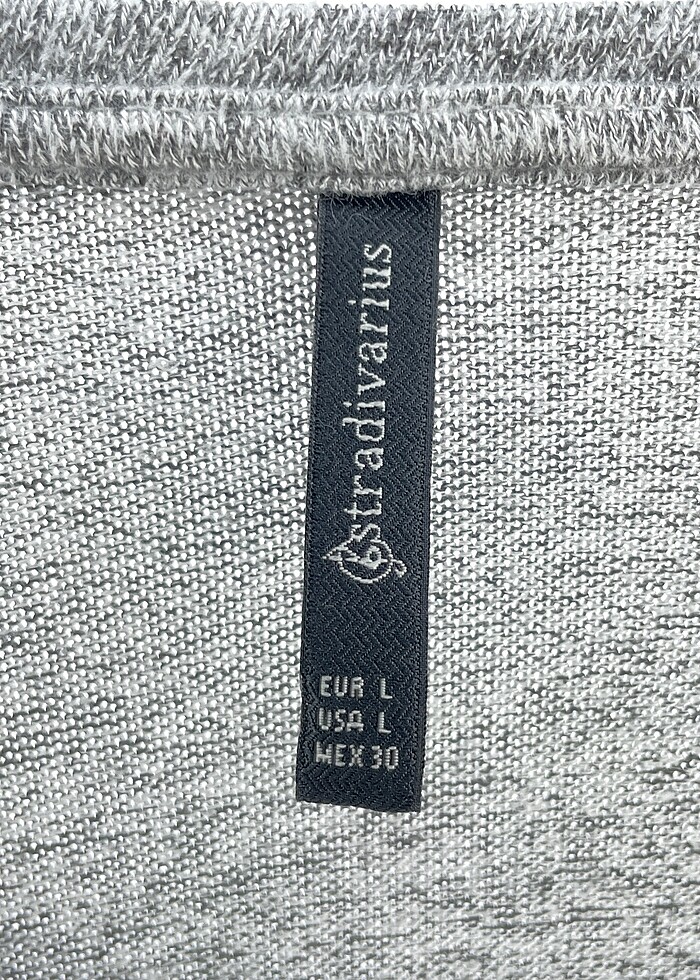 stradivarius
EUR L
USA L
MEX 30